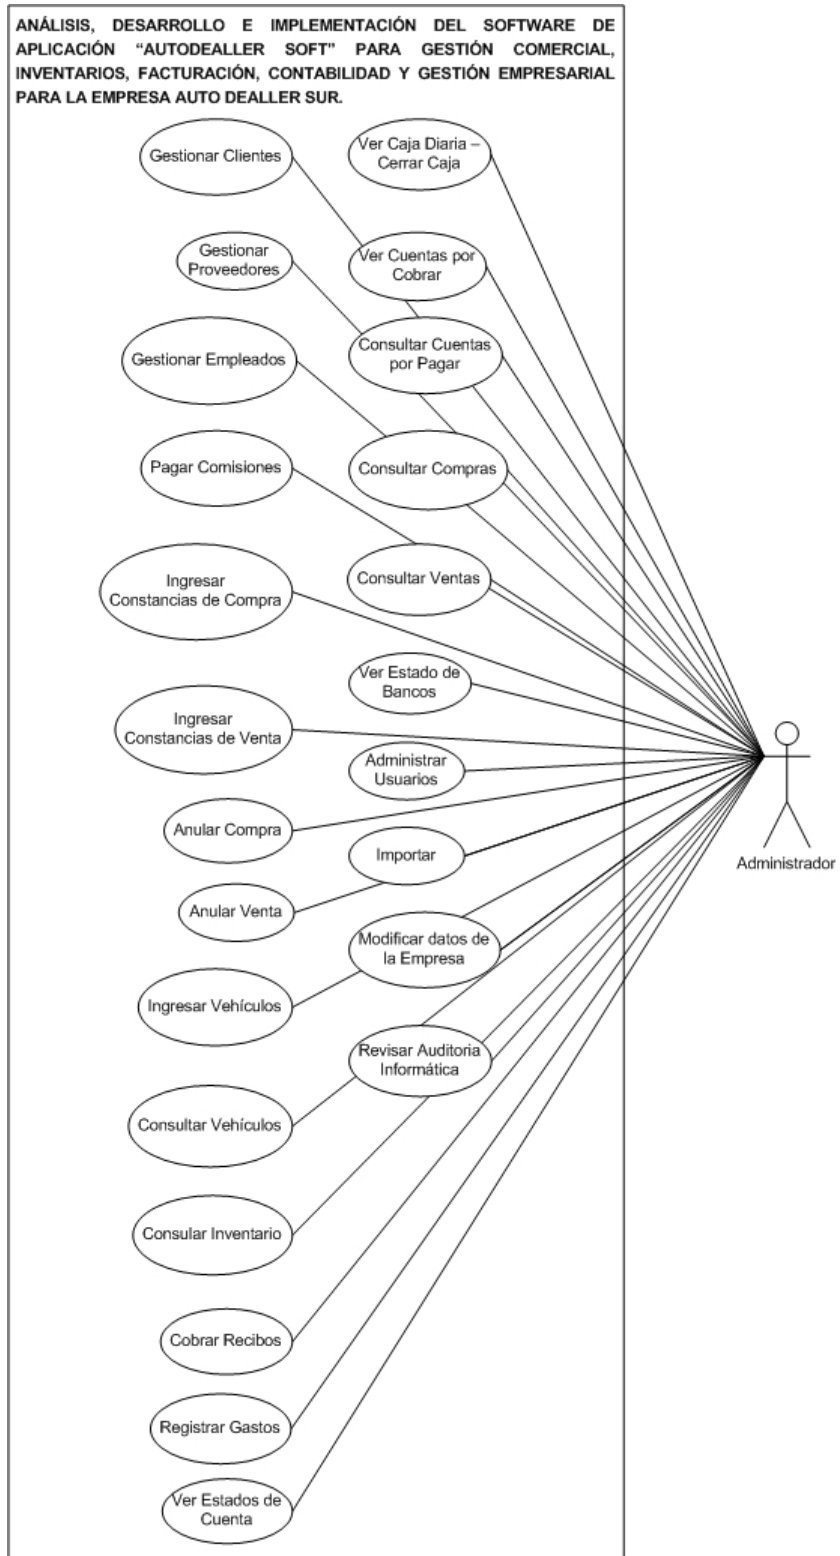 ANÁLISIS, DESARROLLO E IMPLEMENTACIÓN DEL SOFTWARE DE
APLICACIÓN “AUTODEALLER SOFT” PARA GESTIÓN COMERCIAL,
INVENTARIOS, FACTURACIÓN, CONTABILIDAD Y GESTIÓN EMPRESARIAL
PARA LA EMPRESA AUTO DEALLER SUR.
Gestionar Clientes
Ver Caja Diaria –
Cerrar Caja
Gestionar
Proveedores
Ver Cuentas por
Cobrar
Gestionar Empleados
Consultar Cuentas
por Pagar
Pagar Comisiones
Consultar Compras
Ingresar
Constancias de Compra
Consultar Ventas
Ver Estado de
Bancos
Ingresar
Constancias de Venta
Administrar
Usuarios
Anular Compra
Importar
Administrador
Anular Venta
Modificar datos de
la Empresa
Ingresar Vehículos
Revisar Auditoria
Informática
Consultar Vehículos
Consular Inventario
Cobrar Recibos
Registrar Gastos
Ver Estados de
Cuenta